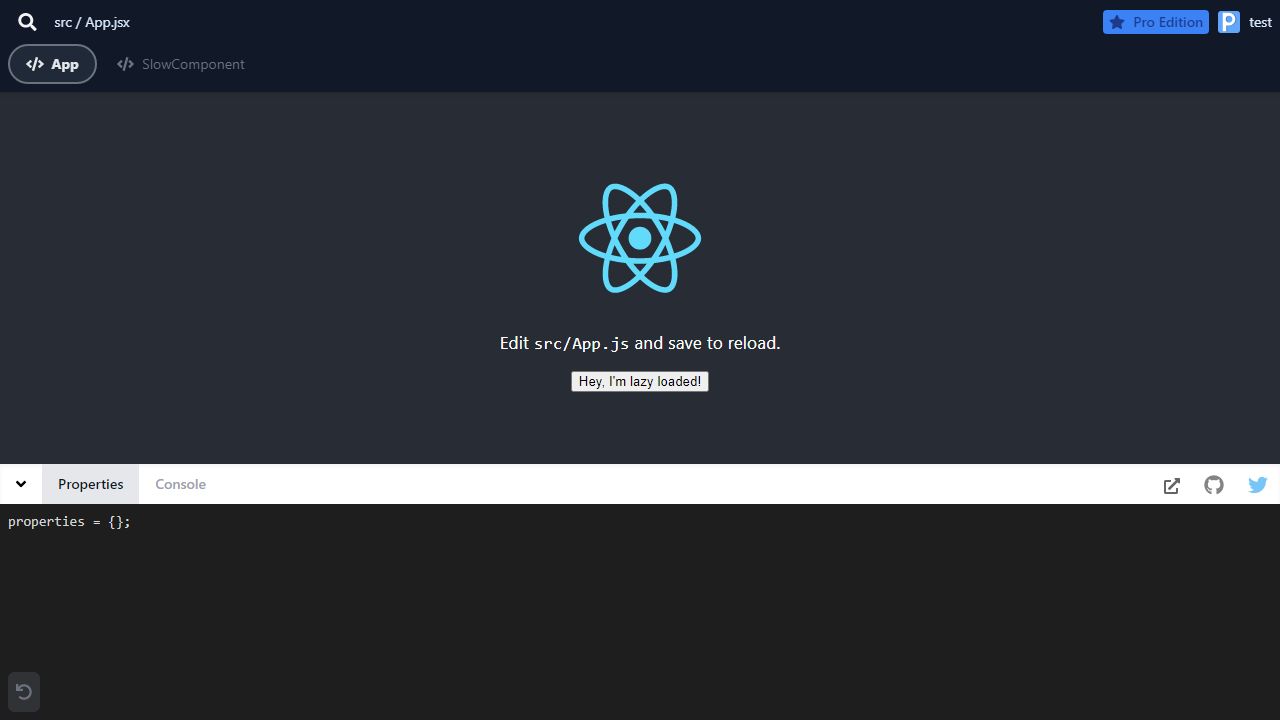 src / App.jsx
Pro Edition
test
App
SlowComponent
Edit src/App.js and save to reload.
Hey, I'm lazy loaded!
Properties
Console
properties = {};